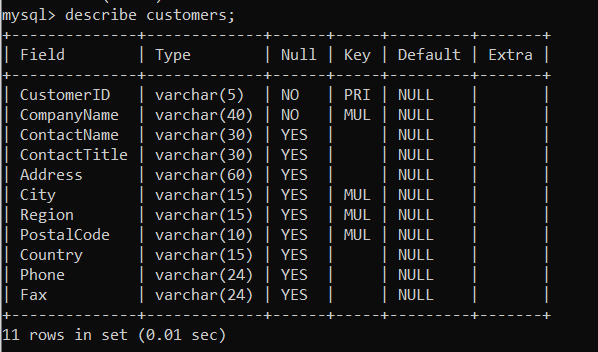 mysql> describe customers;
+--------------+-------------+------+-----+---------+-------+
| Field        | Type        | Null | Key | Default | Extra |
+--------------+-------------+------+-----+---------+-------+
| CustomerID   | varchar(5)  | NO   | PRI | NULL    |       |
| CompanyName  | varchar(40) | NO   | MUL | NULL    |       |
| ContactName  | varchar(30) | YES  |     | NULL    |       |
| ContactTitle | varchar(30) | YES  |     | NULL    |       |
| Address      | varchar(60) | YES  |     | NULL    |       |
| City         | varchar(15) | YES  | MUL | NULL    |       |
| Region       | varchar(15) | YES  | MUL | NULL    |       |
| PostalCode   | varchar(10) | YES  | MUL | NULL    |       |
| Country      | varchar(15) | YES  |     | NULL    |       |
| Phone        | varchar(24) | YES  |     | NULL    |       |
| Fax          | varchar(24) | YES  |     | NULL    |       |
+--------------+-------------+------+-----+---------+-------+
11 rows in set (0.01 sec)